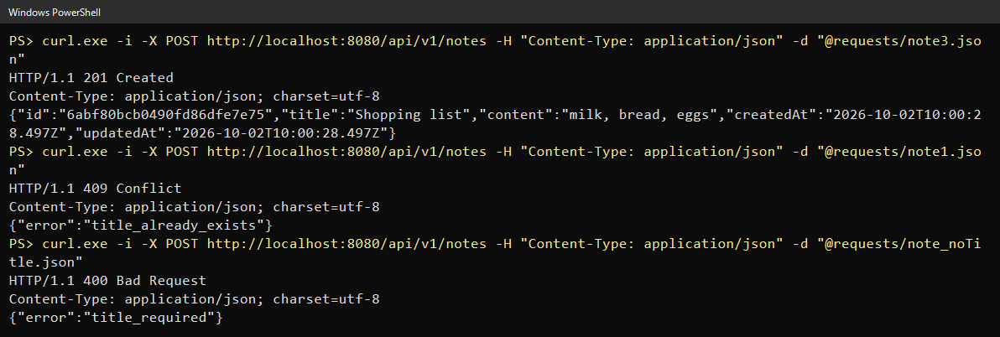 Windows PowerShell
PS> curl.exe -i -X POST http://localhost:8080/api/v1/notes -H "Content-Type: application/json" -d "@requests/note3.jso
n"
HTTP/1.1 201 Created
Content-Type: application/json; charset=utf-8
{"id":"6abf80bcb0490fd86dfe7e75","title":"Shopping list","content":"milk, bread, eggs","createdAt":"2026-10-02T10:00:2
8.497Z","updatedAt":"2026-10-02T10:00:28.497Z"}
PS> curl.exe -i -X POST http://localhost:8080/api/v1/notes -H "Content-Type: application/json" -d "@requests/note1.jso
n"
HTTP/1.1 409 Conflict
Content-Type: application/json; charset=utf-8
{"error":"title_already_exists"}
PS> curl.exe -i -X POST http://localhost:8080/api/v1/notes -H "Content-Type: application/json" -d "@requests/note_noTi
tle.json"
HTTP/1.1 400 Bad Request
Content-Type: application/json; charset=utf-8
{"error":"title_required"}